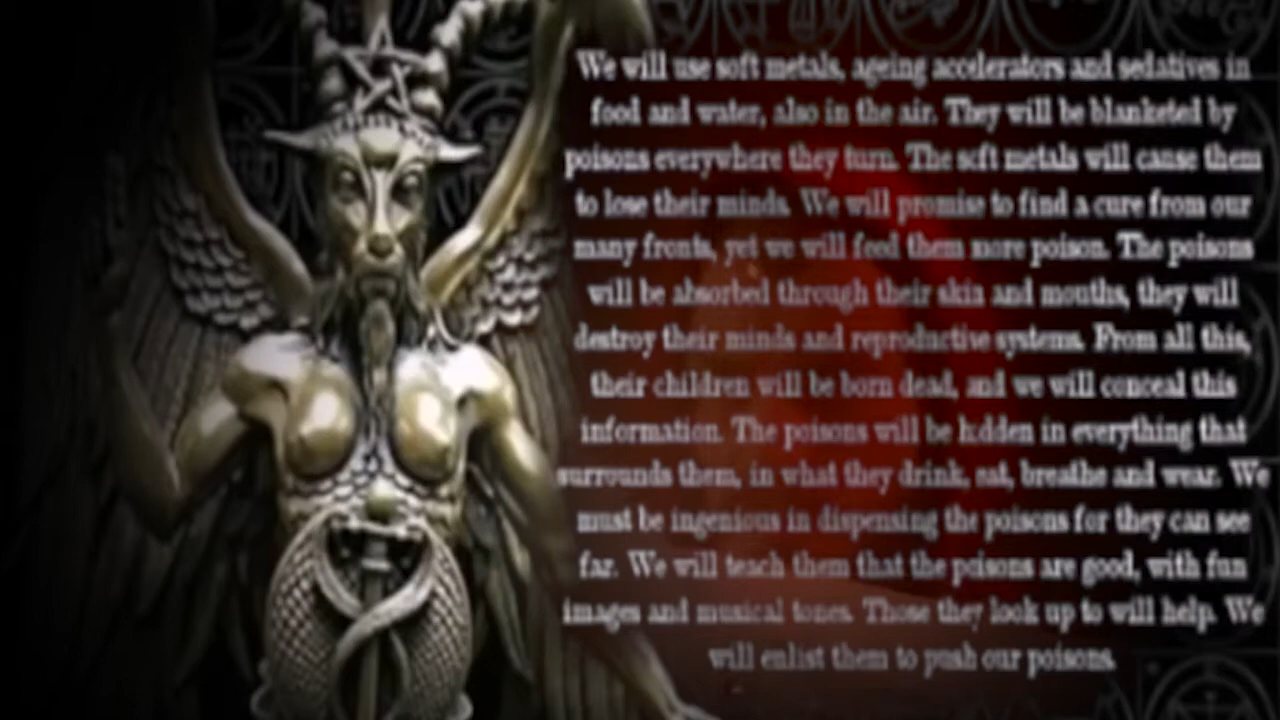 We will use soft metals, ageing accelerators and sedatives in
food and water, also in the air. They will be blanketed by
poisons everywhere they turn. The soft metals will cause them
to lose their minds. We will promise to find a cure from our
many fronts, yet we will feed them more poison. The poisons
will be absorbed through their skin and mouths, they will
destroy their minds and reproductive systems. From all this,
their children will be born dead, and we will conceal this
information. The poisons will be hidden in everything that
surrounds them, in what they drink, eat, breathe and wear. We
must be ingenious in dispensing the poisons for they can see
far. We will teach them that the poisons are good, with fun
images and musical tones. Those they look up to will help. We
will enlist them to push our poisons.